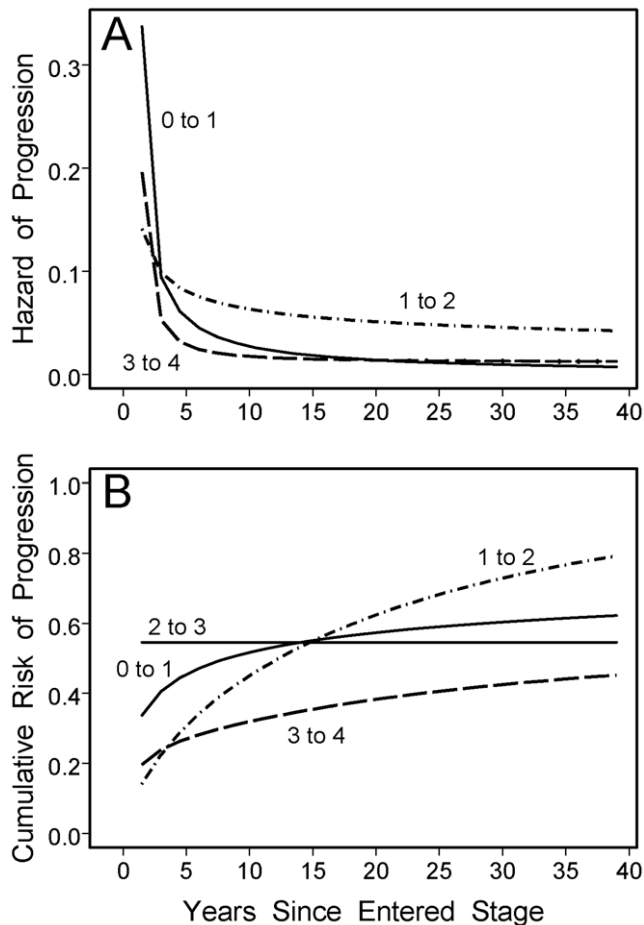 A
Hazard of Progression
0.3
0.2
0.1
0.0
0 to 1
1 to 2
3 to 4
0 5 10 15 20 25 30 35 40
B
Cumulative Risk of Progression
1.0
0.8
0.6
0.4
0.2
0.0
1 to 2
2 to 3
0 to 1
3 to 4
0 5 10 15 20 25 30 35 40
Years Since Entered Stage